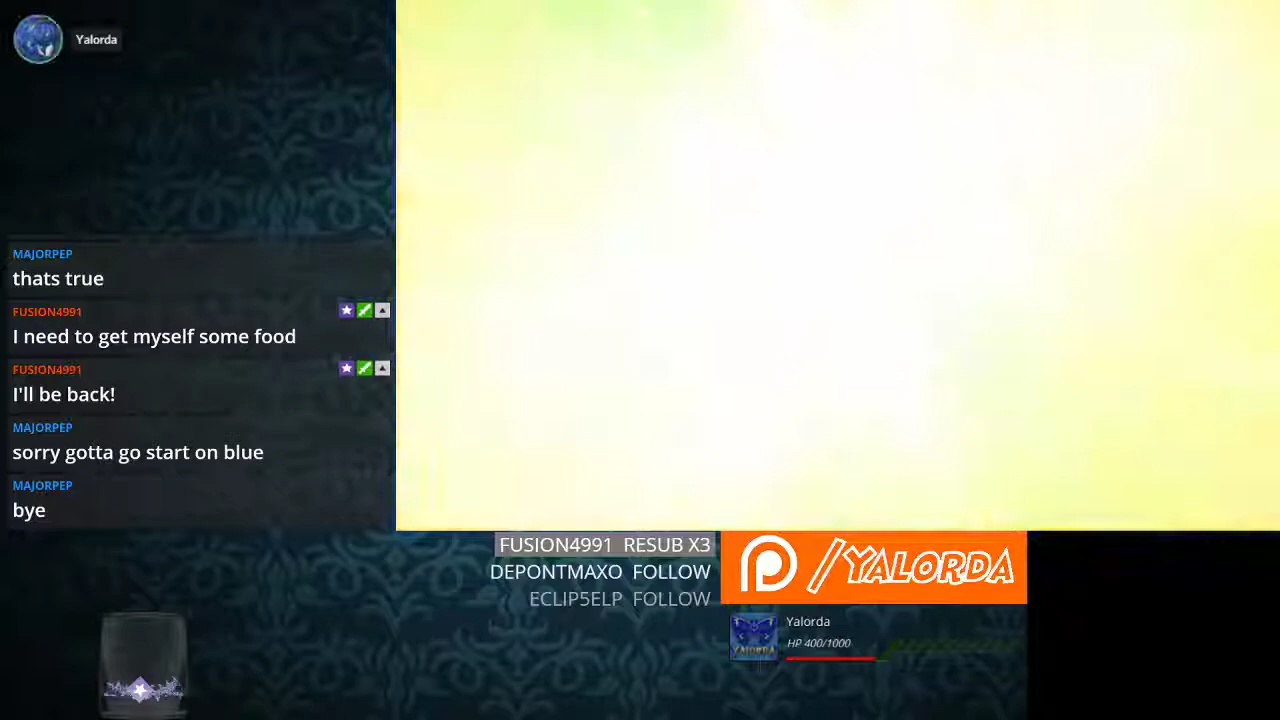 Yalorda
MAJORPEP
thats true
FUSION4991
I need to get myself some food
FUSION4991
I'll be back!
MAJORPEP
sorry gotta go start on blue
MAJORPEP
bye
FUSION4991 RESUB X3
DEPONTMAXO FOLLOW
ECLIP5ELP FOLLOW
/YALORDA
Yalorda
HP 400/1000
YALORDA